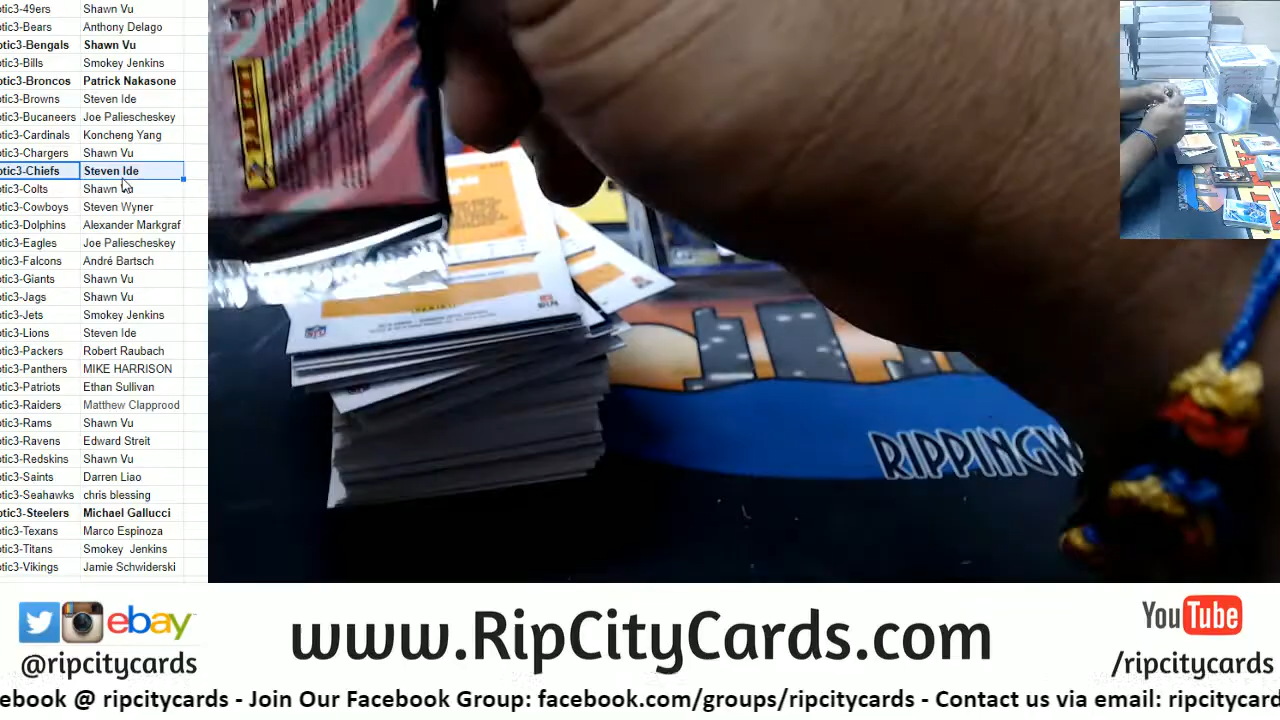 otic3-49ers Shawn Vu
otic3-Bears Anthony Delago
otic3-Bengals Shawn Vu
otic3-Bills Smokey Jenkins
otic3-Broncos Patrick Nakasone
otic3-Browns Steven Ide
otic3-Bucaneers Joe Paliescheskey
otic3-Cardinals Koncheng Yang
otic3-Chargers Shawn Vu
otic3-Chiefs Steven Ide
otic3-Colts Shawn Vu
otic3-Cowboys Steven Wyner
otic3-Dolphins Alexander Markgraf
otic3-Eagles Joe Paliescheskey
otic3-Falcons André Bartsch
otic3-Giants Shawn Vu
otic3-Jags Shawn Vu
otic3-Jets Smokey Jenkins
otic3-Lions Steven Ide
otic3-Packers Robert Raubach
otic3-Panthers MIKE HARRISON
otic3-Patriots Ethan Sullivan
otic3-Raiders Matthew Clapprood
otic3-Rams Shawn Vu
otic3-Ravens Edward Streit
otic3-Redskins Shawn Vu
otic3-Saints Darren Liao
otic3-Seahawks chris blessing
otic3-Steelers Michael Gallucci
otic3-Texans Marco Espinoza
otic3-Titans Smokey Jenkins
otic3-Vikings Jamie Schwiderski
RIPPINGW
ebay
@ripcitycards
www.RipCityCards.com
YouTube
/ripcitycards
cebook @ ripcitycards - Join Our Facebook Group: facebook.com/groups/ripcitycards - Contact us via email: ripcitycard